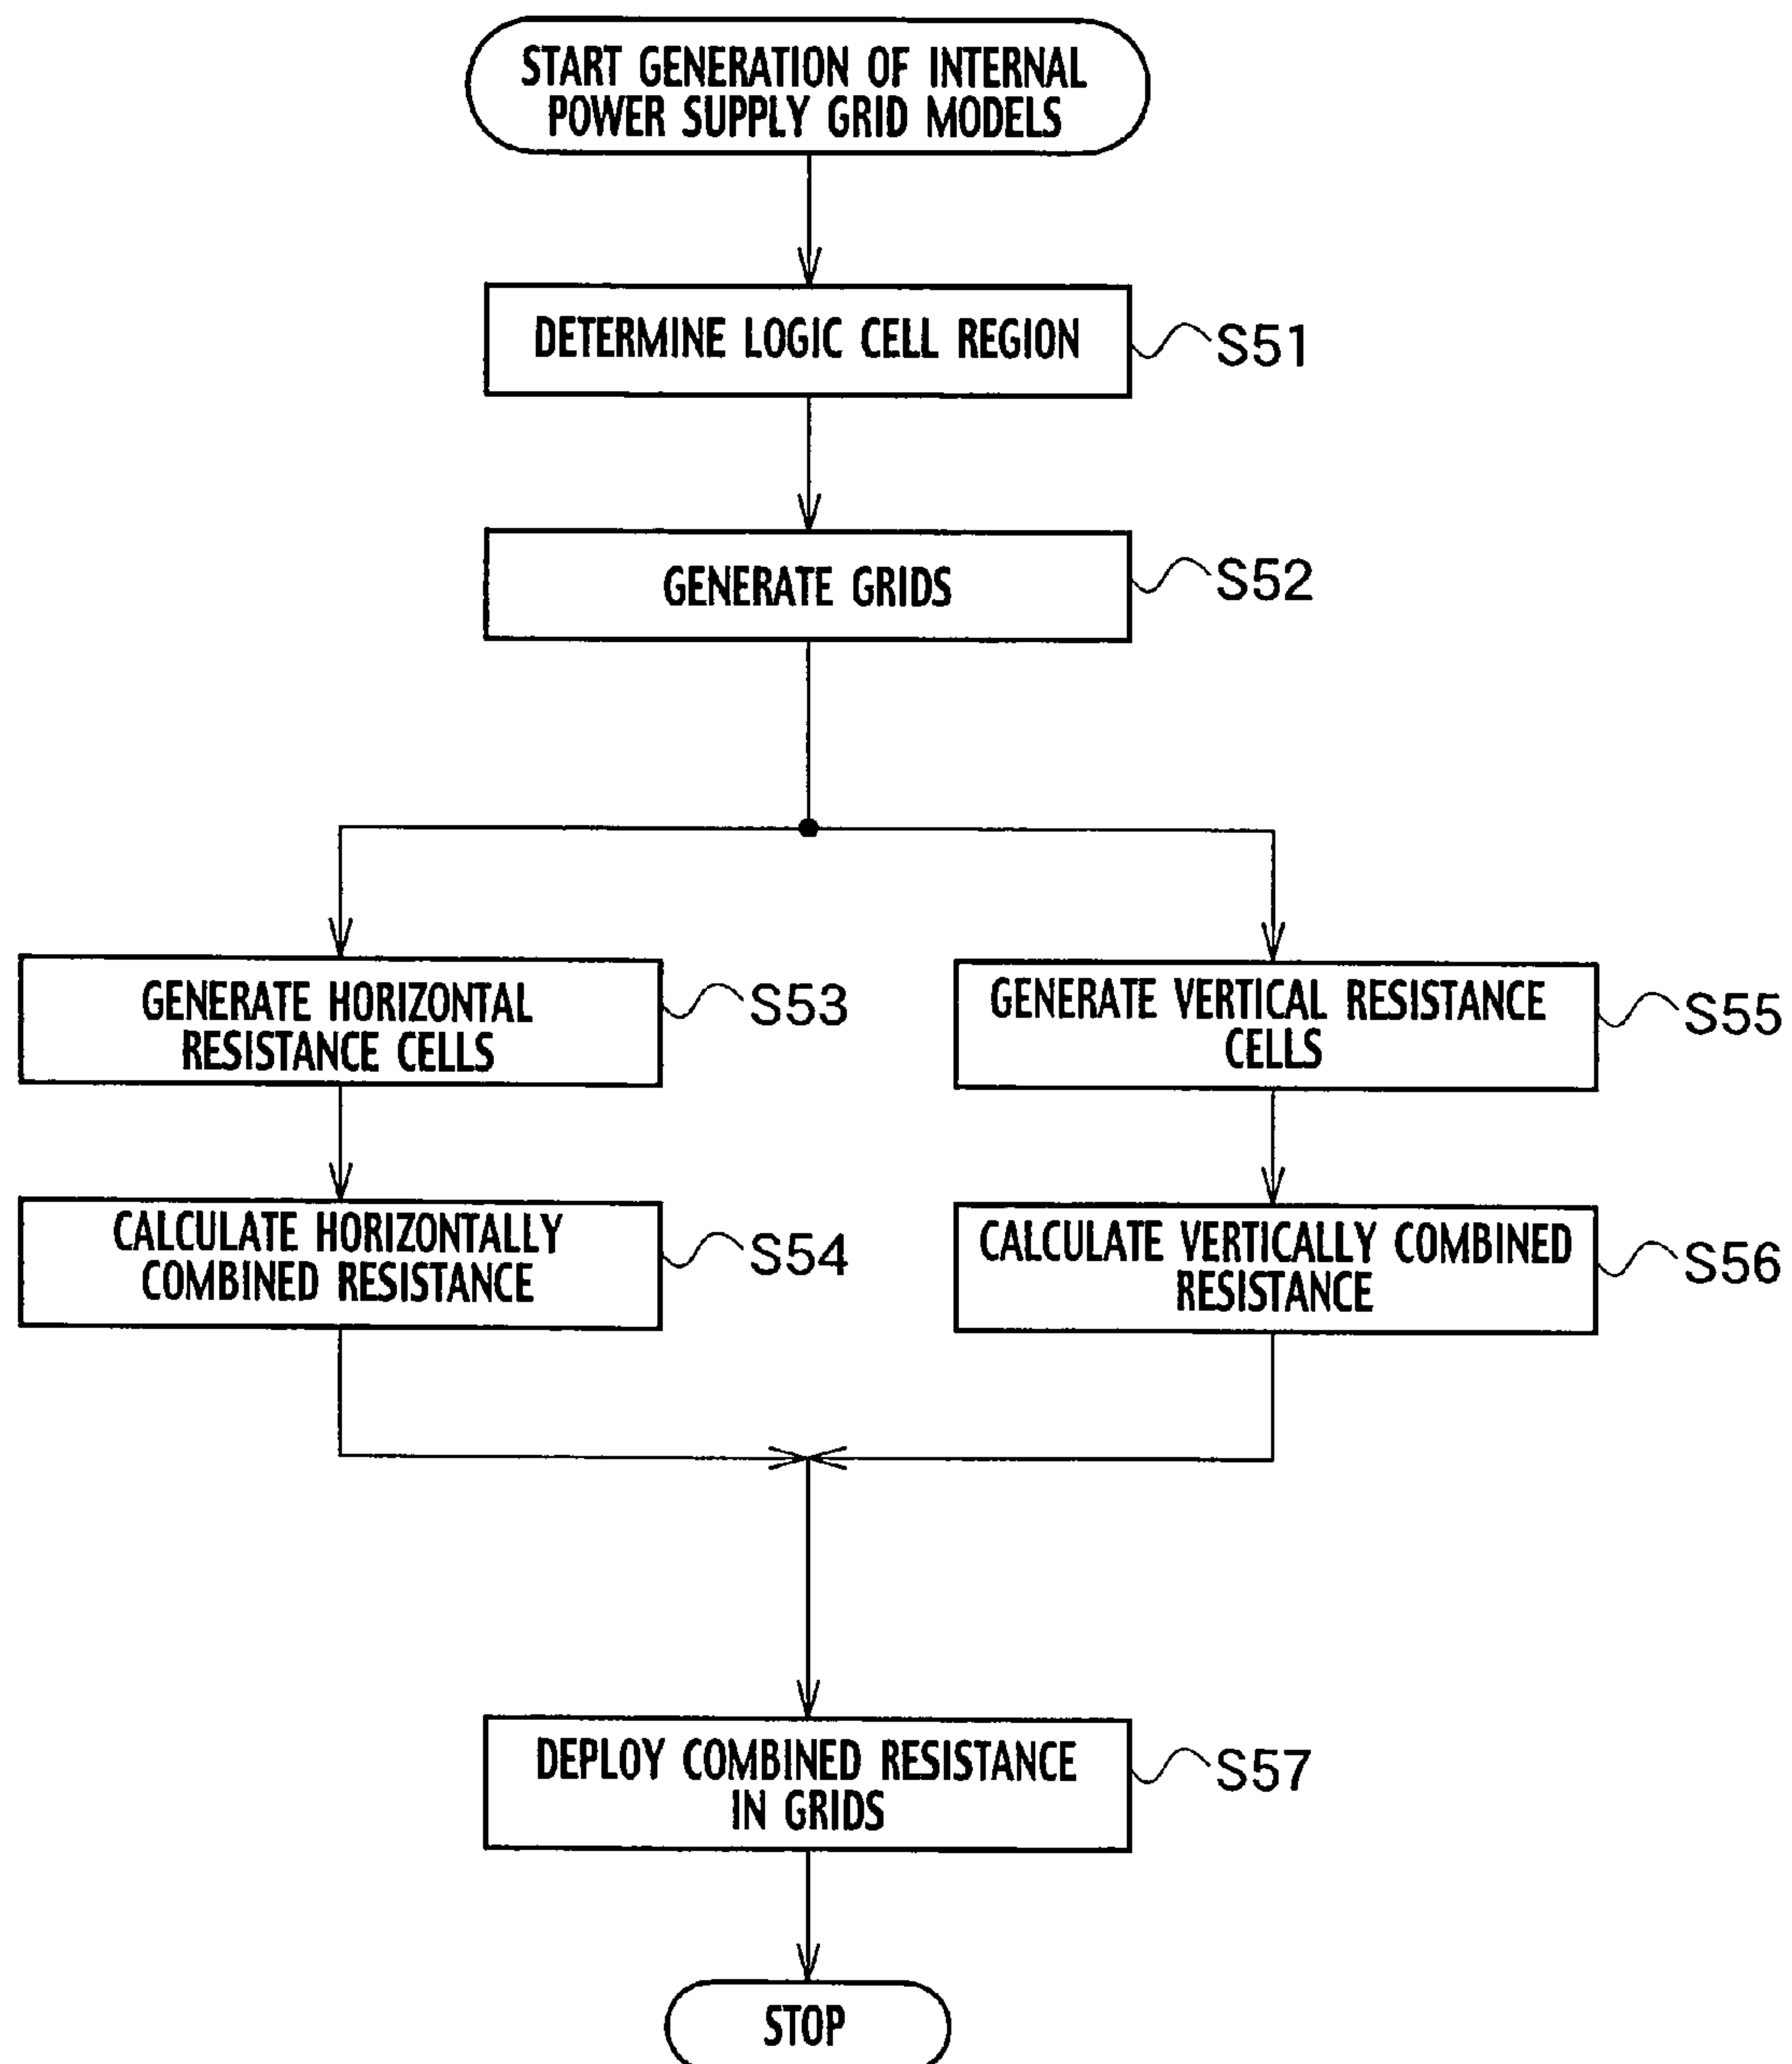 START GENERATION OF INTERNAL
POWER SUPPLY GRID MODELS
DETERMINE LOGIC CELL REGION
S51
GENERATE GRIDS
S52
GENERATE HORIZONTAL
RESISTANCE CELLS
S53
GENERATE VERTICAL RESISTANCE
CELLS
S55
CALCULATE HORIZONTALLY
COMBINED RESISTANCE
S54
CALCULATE VERTICALLY COMBINED
RESISTANCE
S56
DEPLOY COMBINED RESISTANCE
IN GRIDS
S57
STOP